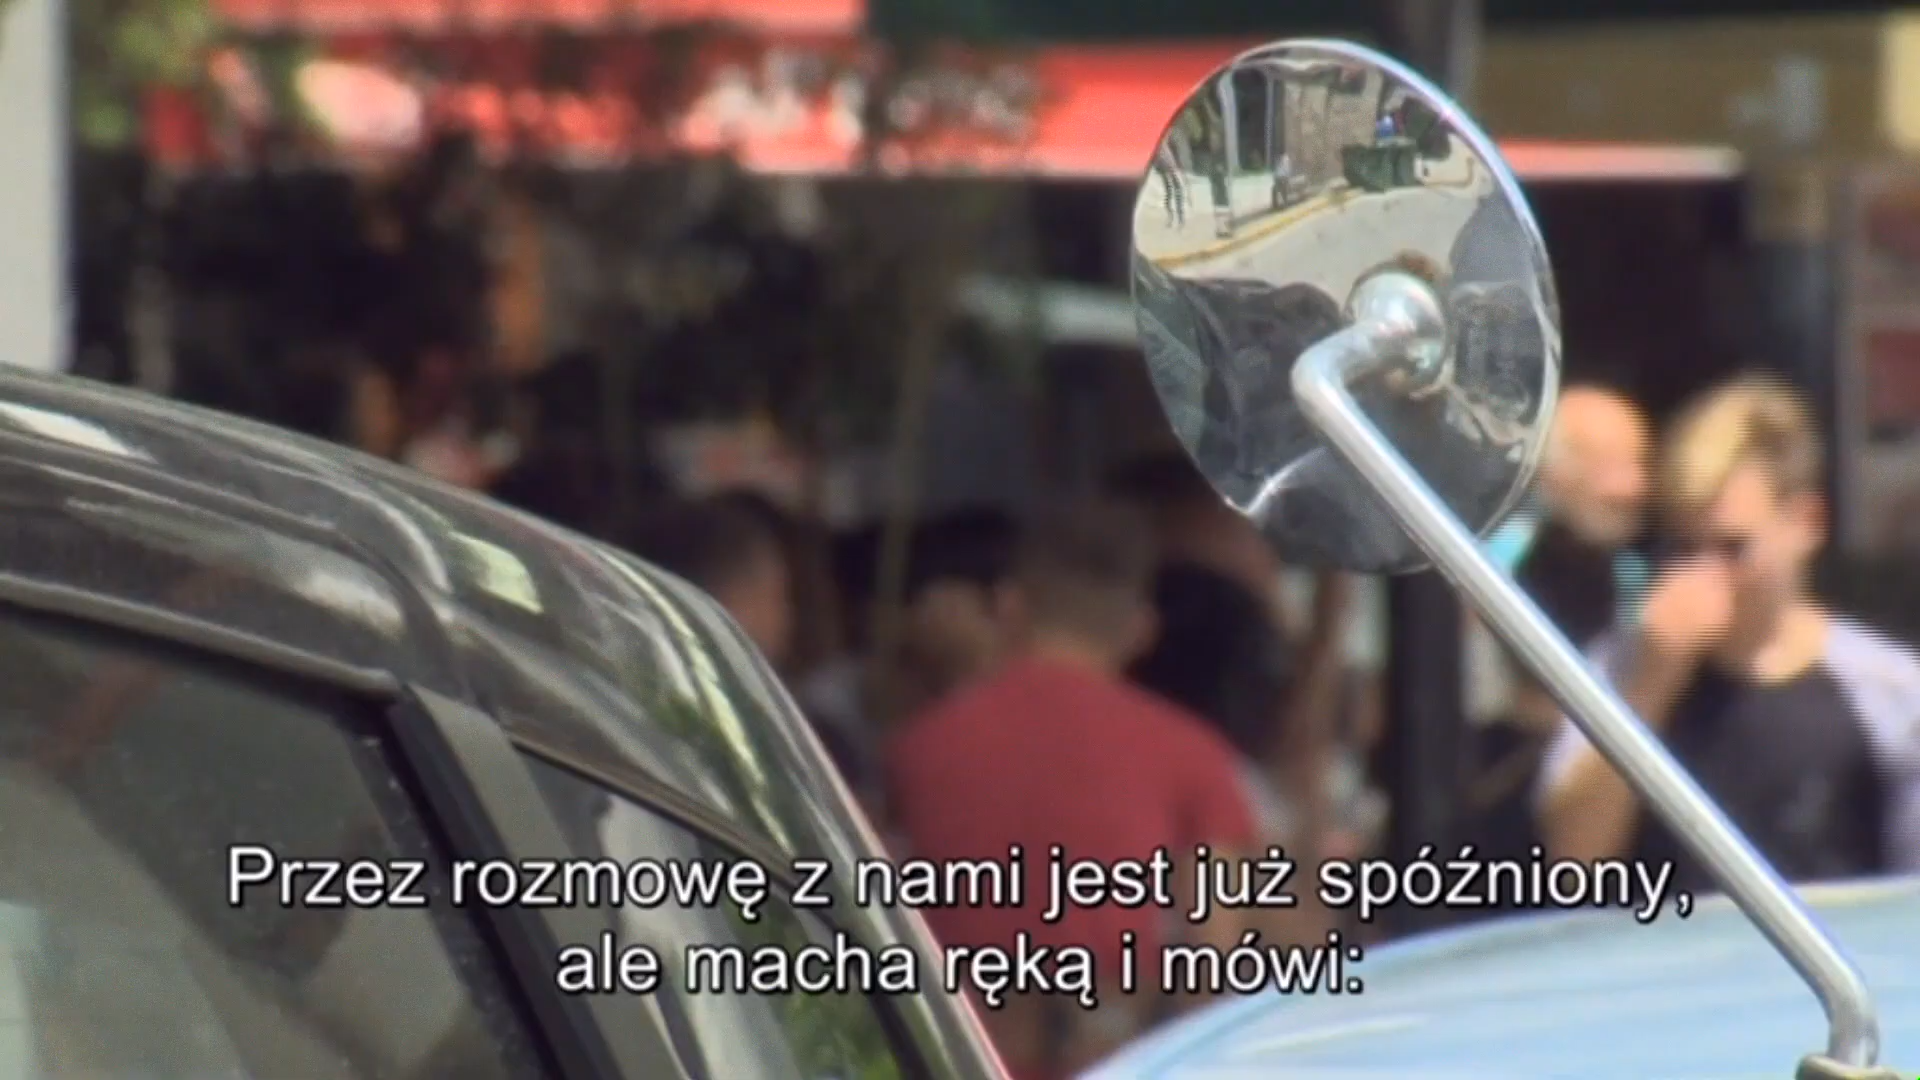 Przez rozmowę z nami jest już spóźniony,
ale macha ręką i mówi: